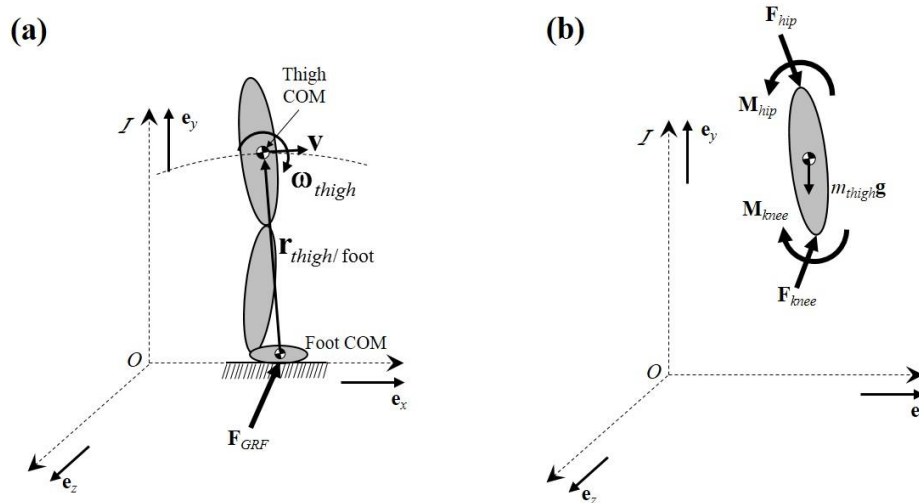 (a)
(b)
Thigh
COM
F_hip
M_hip
I
e_y
v
ω_thigh
I
e_y
m_thigh g
M_knee
r_thigh/foot
F_knee
Foot COM
O
O
e_x
e
F_GRF
e_z
e_z